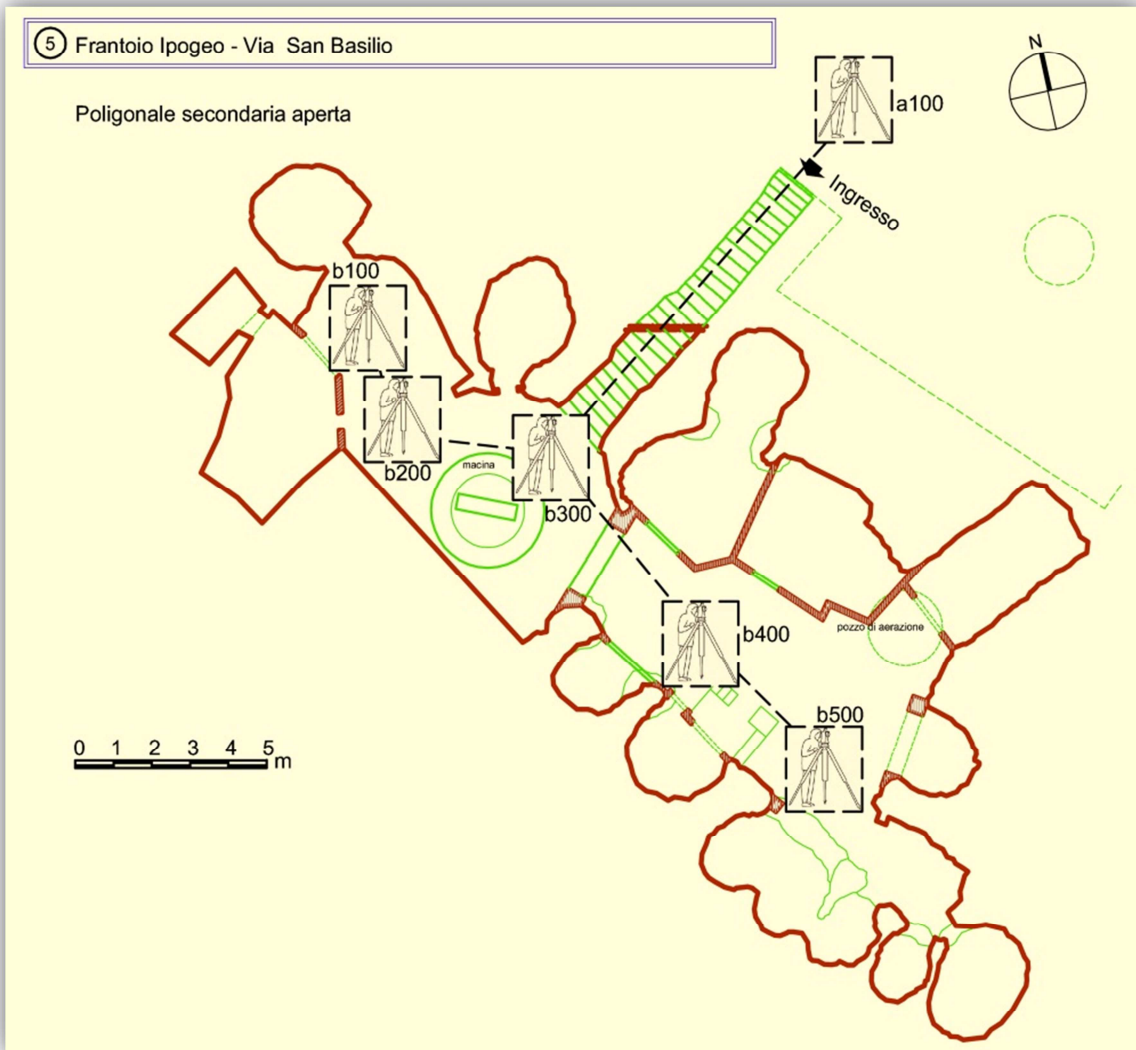 5 Frantoio Ipogeo - Via San Basilio
N
Poligonale secondaria aperta
a100
Ingresso
b100
b200
macina
b300
pozzo di aerazione
b400
b500
0 1 2 3 4 5 m